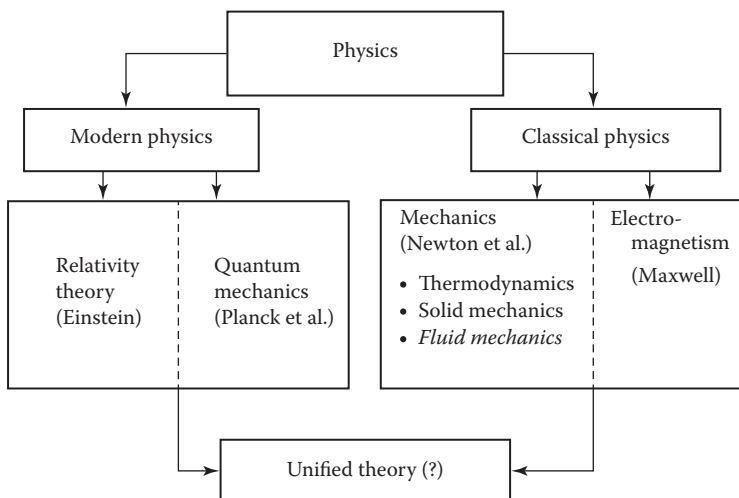 Physics
Modern physics
Classical physics
Relativity
theory
(Einstein)
Quantum
mechanics
(Planck et al.)
Mechanics
(Newton et al.)
• Thermodynamics
• Solid mechanics
• Fluid mechanics
Electro-
magnetism
(Maxwell)
Unified theory (?)